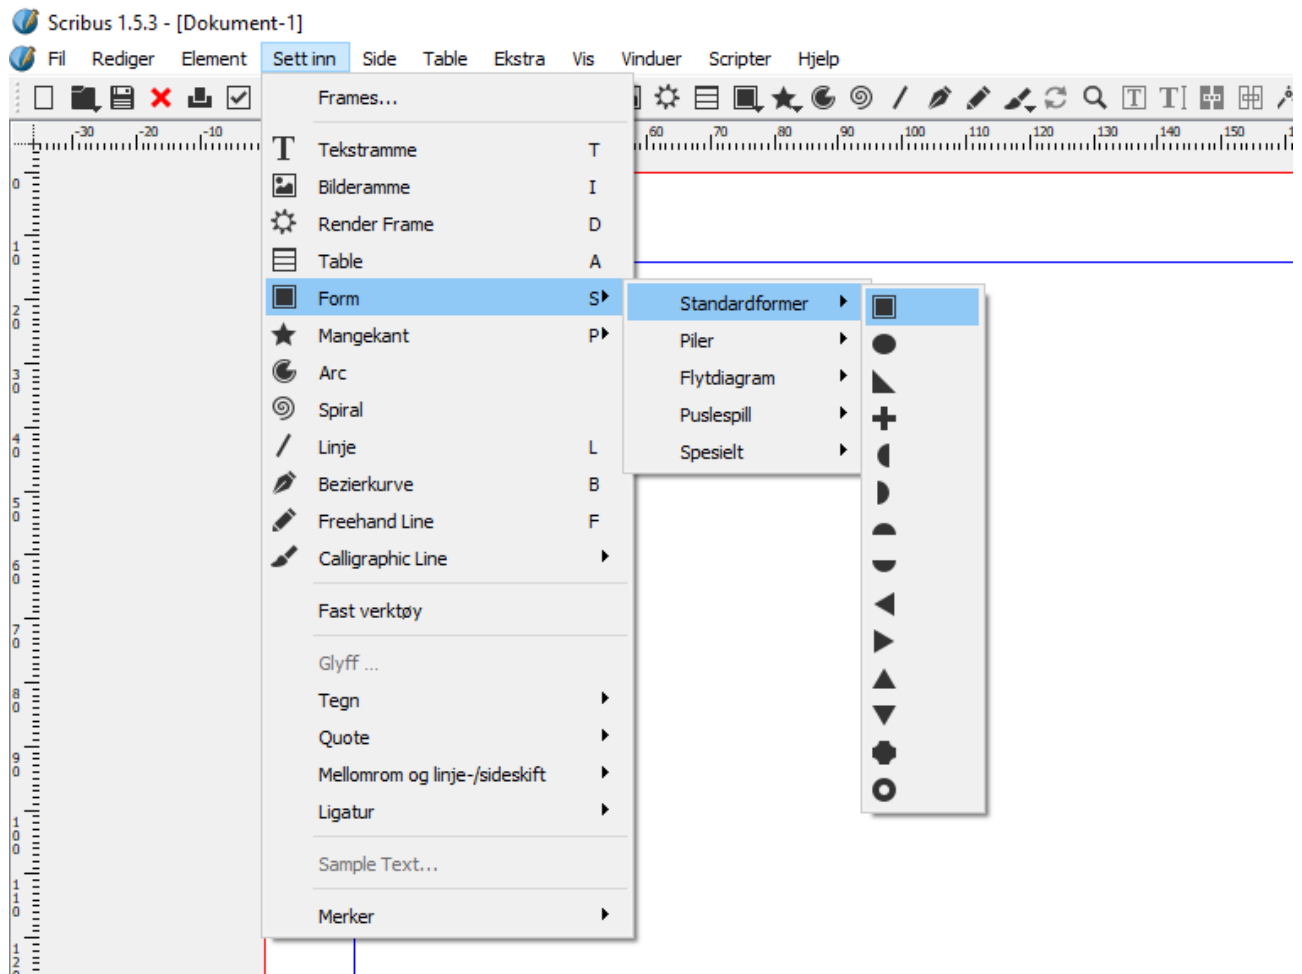 Scribus 1.5.3 - [Dokument-1]
Fil Rediger Element Sett inn Side Table Ekstra Vis Vinduer Scripter Hjelp
-30 -20 -10 60 70 80 90 100 110 120 130 140 150
Frames...
Tekstramme T
Bilderamme I
Render Frame D
Table A
Form S
Mangekant P
Arc
Spiral
Linje L
Bezierkurve B
Freehand Line F
Calligraphic Line
Fast verktøy
Glyff ...
Tegn
Quote
Mellomrom og linje-/sideskift
Ligatur
Sample Text...
Merker
Standardformer
Piler
Flytdiagram
Puslespill
Spesielt
0
10
20
30
40
50
60
70
80
90
100
110